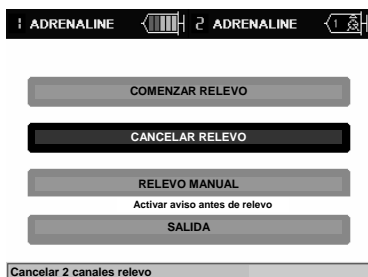 1 ADRENALINE 2 ADRENALINE 1
COMENZAR RELEVO
CANCELAR RELEVO
RELEVO MANUAL
Activar aviso antes de relevo
SALIDA
Cancelar 2 canales relevo